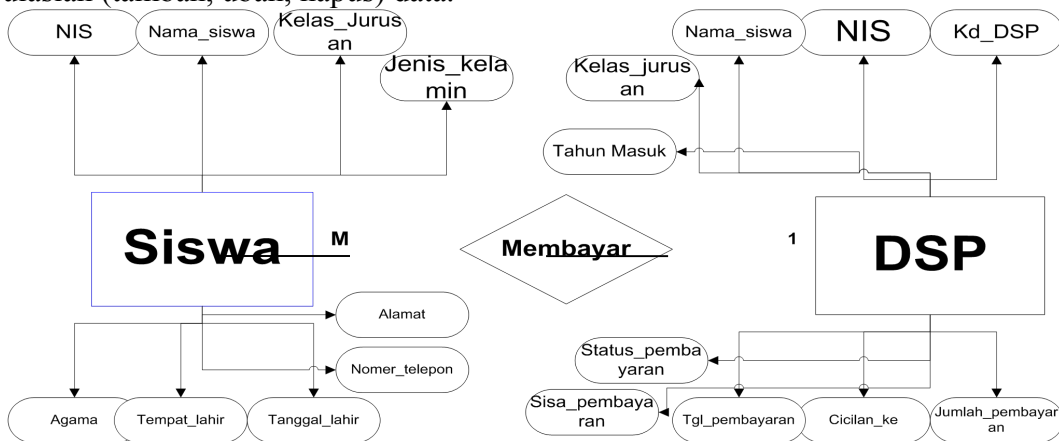 NIS
Nama_siswa
Kelas_Jurus
an
Jenis_kela
min
Nama_siswa
NIS
Kd_DSP
Kelas_jurus
an
Tahun Masuk
Siswa
M
Membayar
1
DSP
Alamat
Nomer_telepon
Agama
Tempat_lahir
Tanggal_lahir
Status_pemba
yaran
Sisa_pembaya
ran
Tgl_pembayaran
Cicilan_ke
Jumlah_pembayar
an